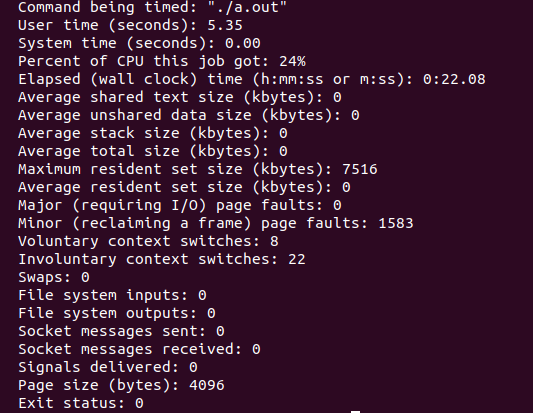 Command being timed: "./a.out"
User time (seconds): 5.35
System time (seconds): 0.00
Percent of CPU this job got: 24%
Elapsed (wall clock) time (h:mm:ss or m:ss): 0:22.08
Average shared text size (kbytes): 0
Average unshared data size (kbytes): 0
Average stack size (kbytes): 0
Average total size (kbytes): 0
Maximum resident set size (kbytes): 7516
Average resident set size (kbytes): 0
Major (requiring I/O) page faults: 0
Minor (reclaiming a frame) page faults: 1583
Voluntary context switches: 8
Involuntary context switches: 22
Swaps: 0
File system inputs: 0
File system outputs: 0
Socket messages sent: 0
Socket messages received: 0
Signals delivered: 0
Page size (bytes): 4096
Exit status: 0